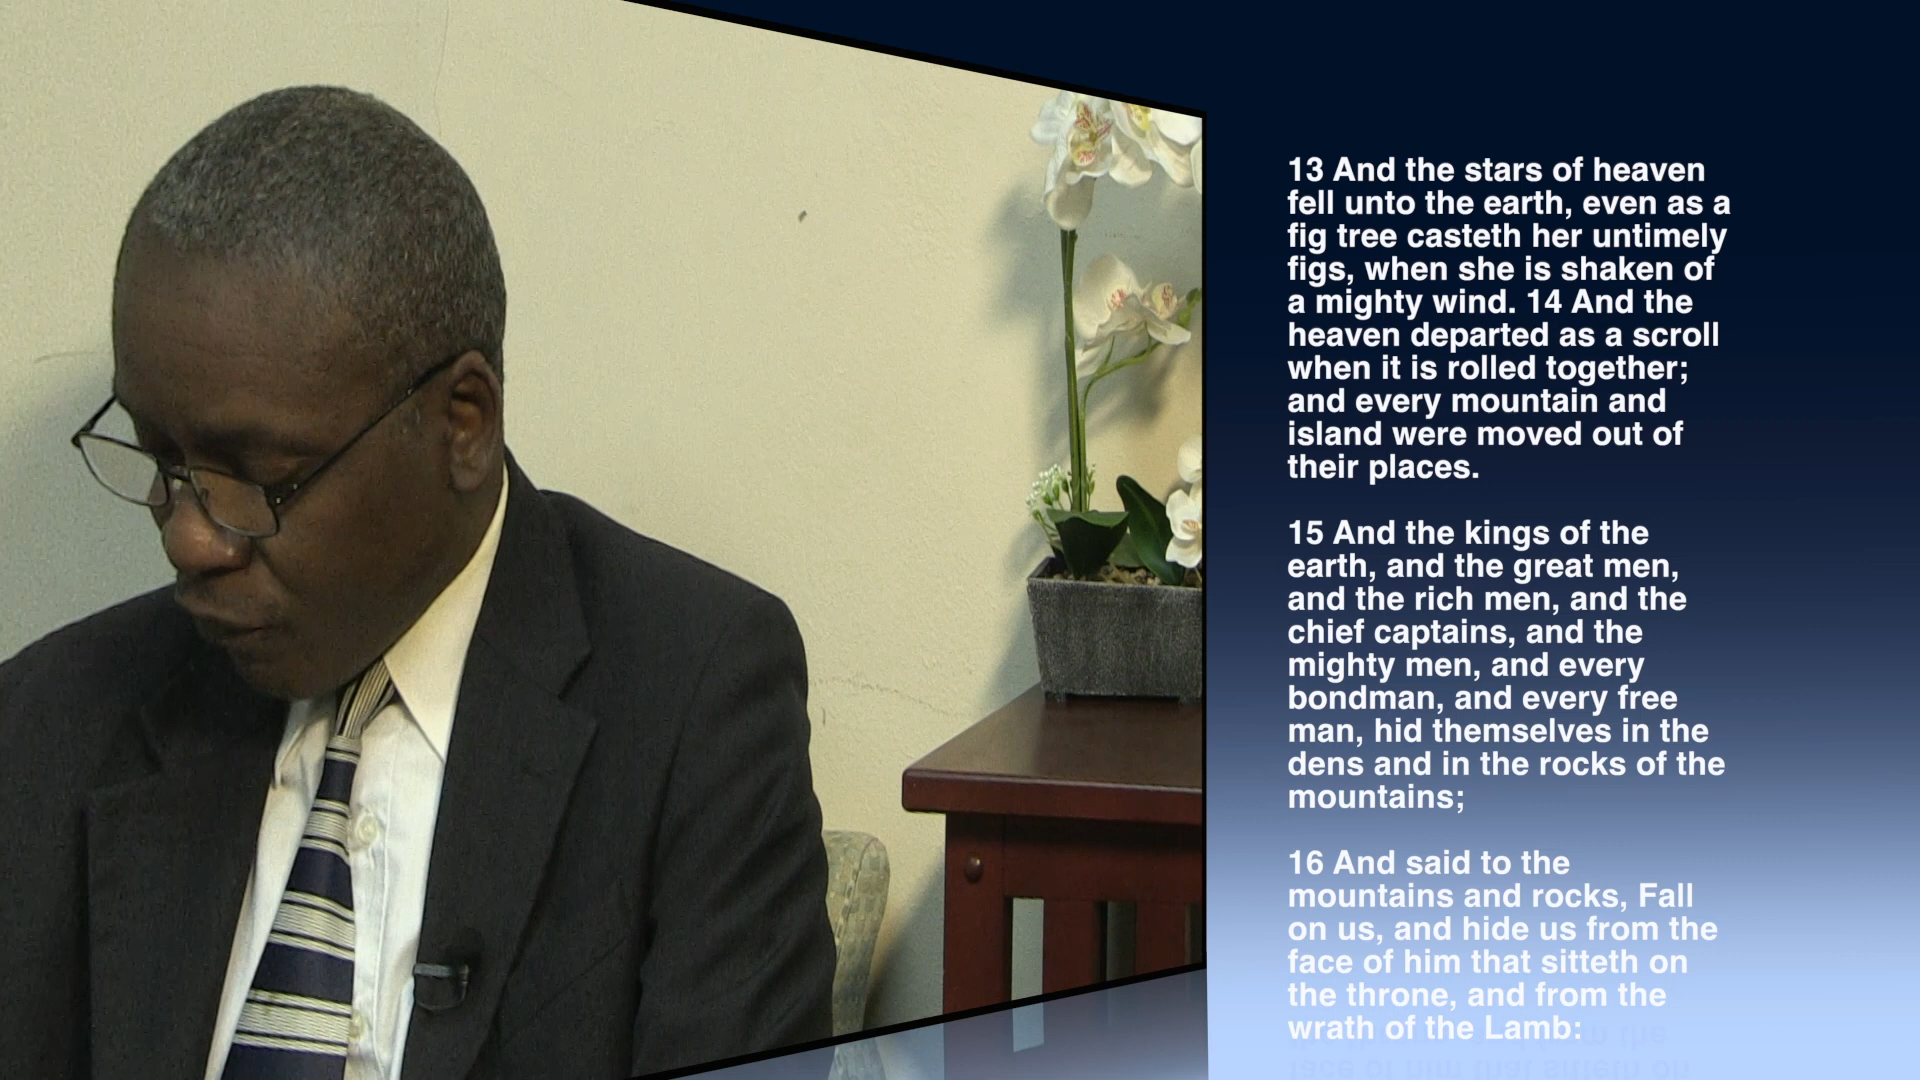 13 And the stars of heaven
fell unto the earth, even as a
fig tree casteth her untimely
figs, when she is shaken of
a mighty wind. 14 And the
heaven departed as a scroll
when it is rolled together;
and every mountain and
island were moved out of
their places.
15 And the kings of the
earth, and the great men,
and the rich men, and the
chief captains, and the
mighty men, and every
bondman, and every free
man, hid themselves in the
dens and in the rocks of the
mountains;
16 And said to the
mountains and rocks, Fall
on us, and hide us from the
face of him that sitteth on
the throne, and from the
wrath of the Lamb: